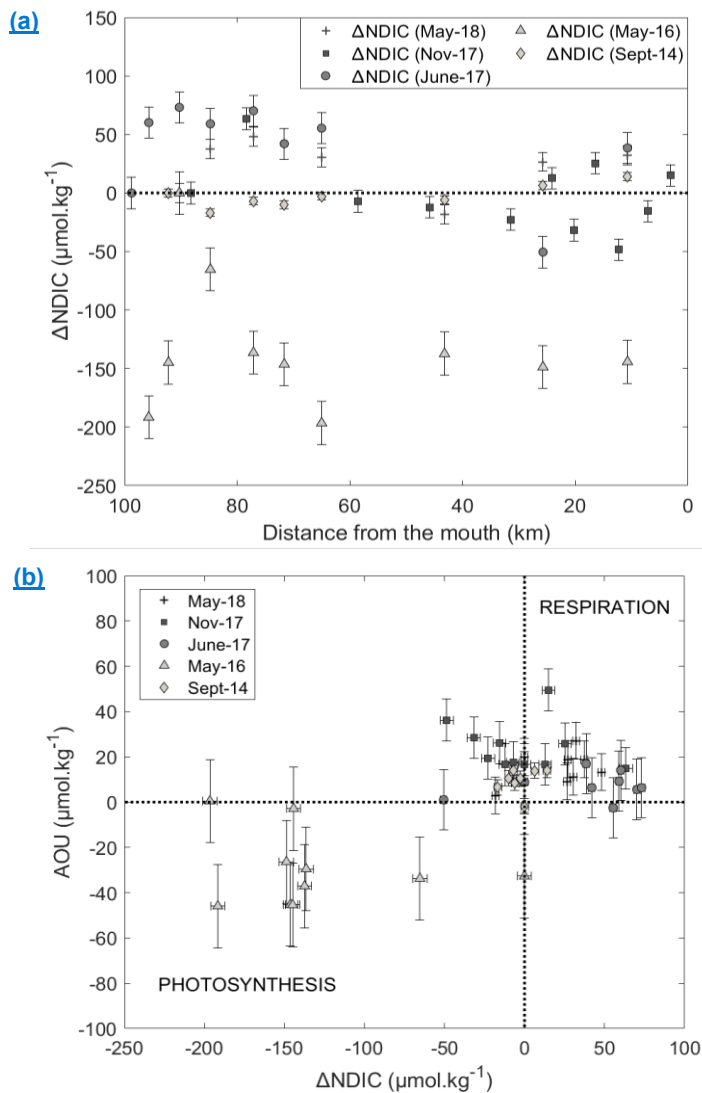 (a)
ΔNDIC (May-18)
ΔNDIC (Nov-17)
ΔNDIC (June-17)
ΔNDIC (May-16)
ΔNDIC (Sept-14)
150
100
50
0
-50
-100
-150
-200
-250
ΔNDIC (μmol.kg⁻¹)
100 80 60 40 20 0
Distance from the mouth (km)
(b)
May-18
Nov-17
June-17
May-16
Sept-14
RESPIRATION
PHOTOSYNTHESIS
100
80
60
40
20
0
-20
-40
-60
-80
-100
AOU (μmol.kg⁻¹)
-250 -200 -150 -100 -50 0 50 100
ΔNDIC (μmol.kg⁻¹)